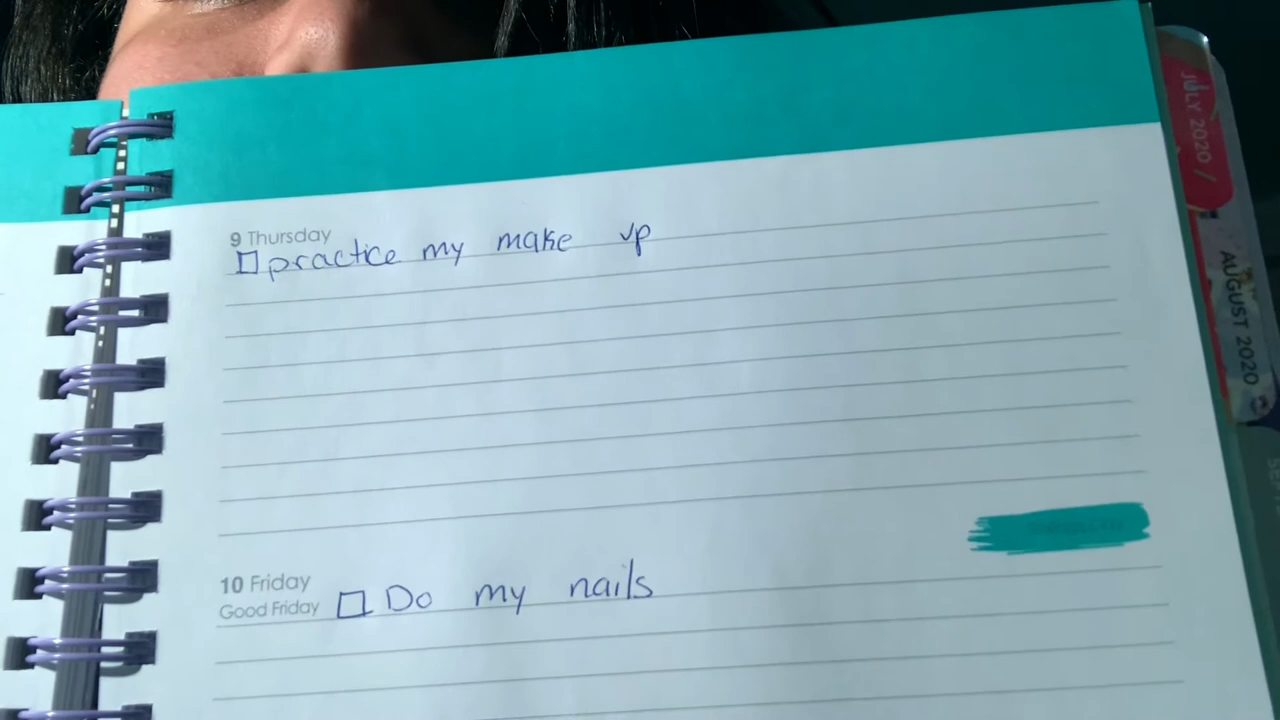 JULY 2020 /
AUGUST 2020
9 Thursday
practice my make up
10 Friday
Good Friday
Do my nails